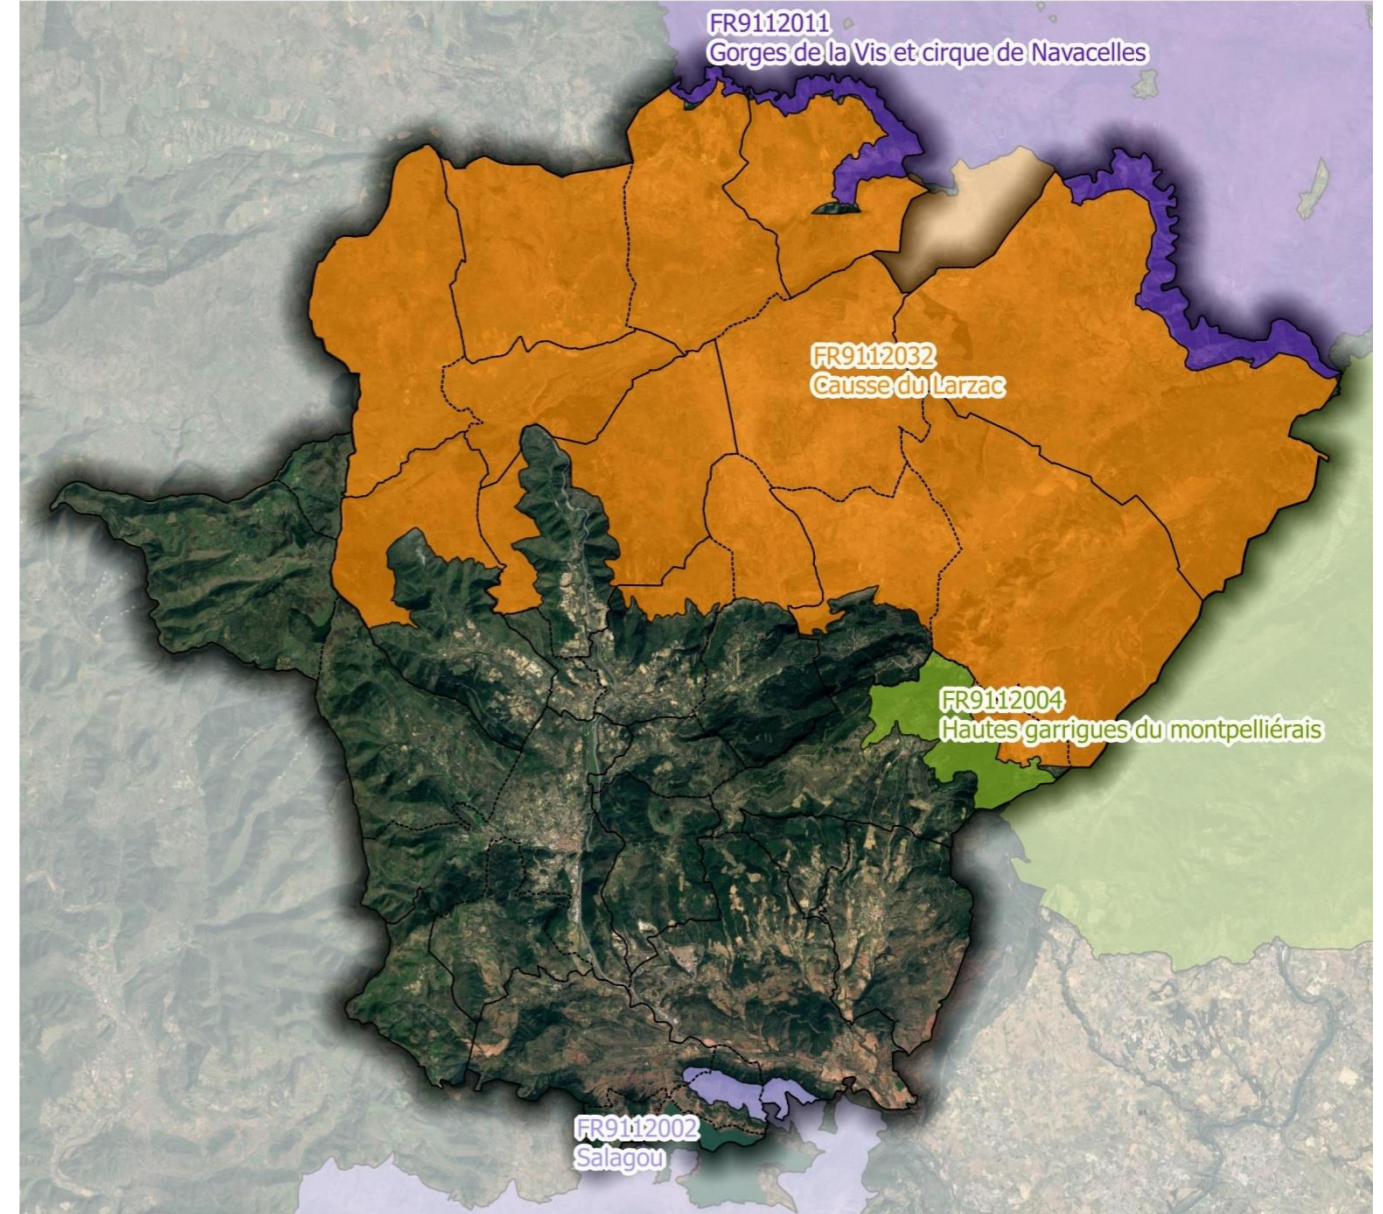 FR9112011
Gorges de la Vis et cirque de Navacelles
FR9112032
Causse du Larzac
FR9112004
Hautes garrigues du montpelliérais
FR9112002
Salagou